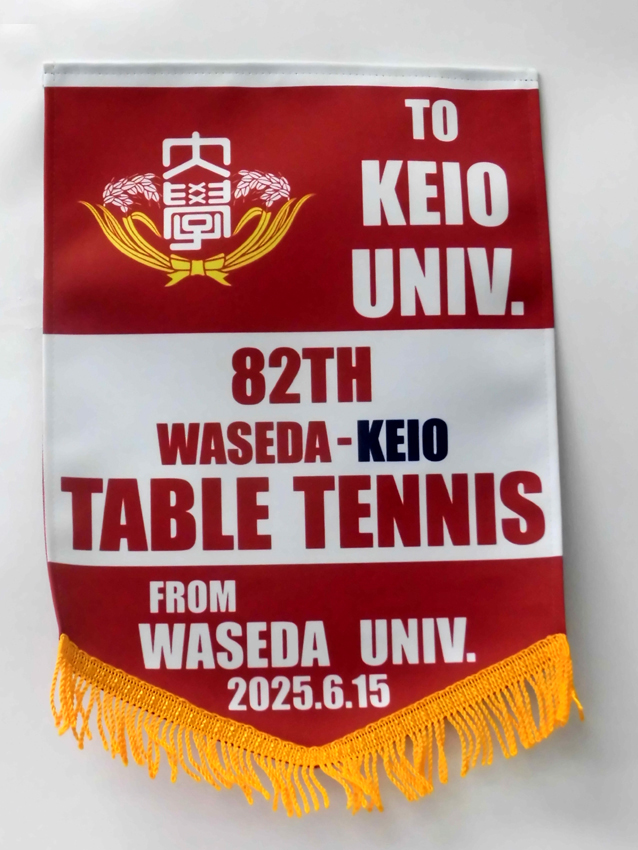 大學
TO
KEIO
UNIV.
82TH
WASEDA-KEIO
TABLE TENNIS
FROM
WASEDA UNIV.
2025.6.15